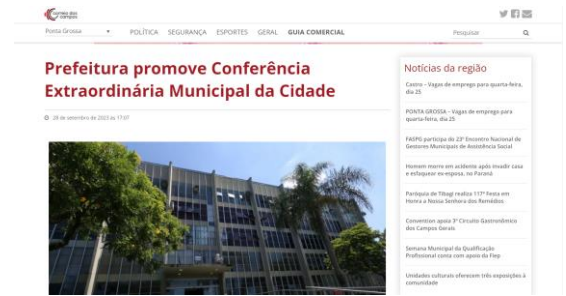 correio dos
campos
Ponta Grossa
POLÍTICA SEGURANÇA ESPORTES GERAL GUIA COMERCIAL
Pesquisar
Prefeitura promove Conferência
Extraordinária Municipal da Cidade
28 de setembro de 2023 às 17:07
Notícias da região
Castro – Vagas de emprego para quarta-feira,
dia 25
PONTA GROSSA – Vagas de emprego para
quarta-feira, dia 25
FASPG participa do 23º Encontro Nacional de
Gestores Municipais de Assistência Social
Homem morre em acidente após invadir casa
e esfaquear ex-esposa, no Paraná
Paróquia de Tibagi realiza 117ª Festa em
Honra a Nossa Senhora dos Remédios
Convention apoia 3º Circuito Gastronômico
dos Campos Gerais
Semana Municipal da Qualificação
Profissional conta com apoio da Fiep
Unidades culturais oferecem três exposições à
comunidade